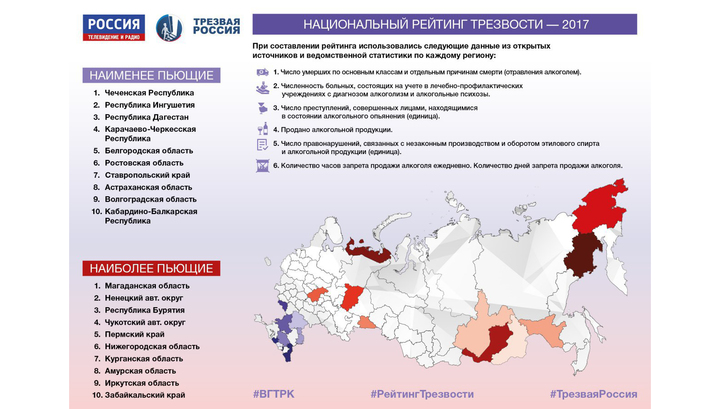 РОССИЯ
ТЕЛЕВИДЕНИЕ И РАДИО
ТРЕЗВАЯ
РОССИЯ
НАЦИОНАЛЬНЫЙ РЕЙТИНГ ТРЕЗВОСТИ — 2017
При составлении рейтинга использовались следующие данные из открытых
источников и ведомственной статистики по каждому региону:
1. Число умерших по основным классам и отдельным причинам смерти (отравления алкоголем).
2. Численность больных, состоящих на учете в лечебно-профилактических
учреждениях с диагнозом алкоголизм и алкогольные психозы.
3. Число преступлений, совершенных лицами, находящимися
в состоянии алкогольного опьянения (единица).
4. Продано алкогольной продукции.
5. Число правонарушений, связанных с незаконным производством и оборотом этилового спирта
и алкогольной продукции (единица).
6. Количество часов запрета продажи алкоголя ежедневно. Количество дней запрета продажи алкоголя.
НАИМЕНЕЕ ПЬЮЩИЕ
1. Чеченская Республика
2. Республика Ингушетия
3. Республика Дагестан
4. Карачаево-Черкесская
Республика
5. Белгородская область
6. Ростовская область
7. Ставропольский край
8. Астраханская область
9. Волгоградская область
10. Кабардино-Балкарская
Республика
НАИБОЛЕЕ ПЬЮЩИЕ
1. Магаданская область
2. Ненецкий авт. округ
3. Республика Бурятия
4. Чукотский авт. округ
5. Пермский край
6. Нижегородская область
7. Курганская область
8. Амурская область
9. Иркутская область
10. Забайкальский край
#ВГТРК
#РейтингТрезвости
#ТрезваяРоссия